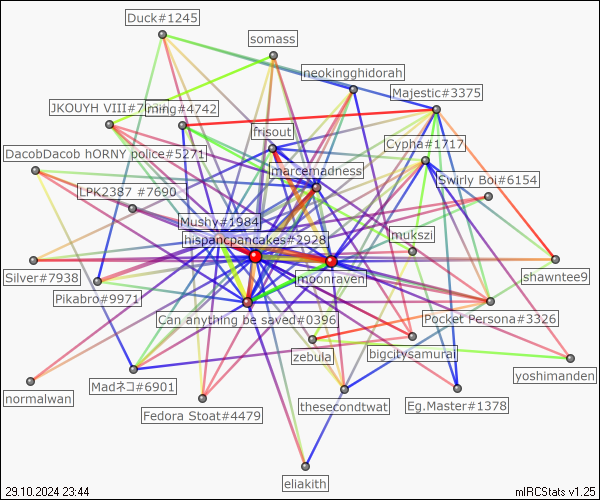 Duck#1245
somass
neokingghidorah
Majestic#3375
JKOUYH VIII#7
ming#4742
frisout
Cypha#1717
DacobDacob hORNY police#5271
marcemadness
Swirly Boi#6154
LPK2387 #7690
Mushy#1984
mukszi
hispancpancakes#2928
Silver#7938
moonraven
shawntee9
Pikabro#9971
Can anything be saved#0396
Pocket Persona#3326
zebula
bigcitysamurai
yoshimanden
Madネコ#6901
normalwan
Fedora Stoat#4479
thesecondtwat
Eg.Master#1378
eliakith
29.10.2024 23:44
mIRCStats v1.25